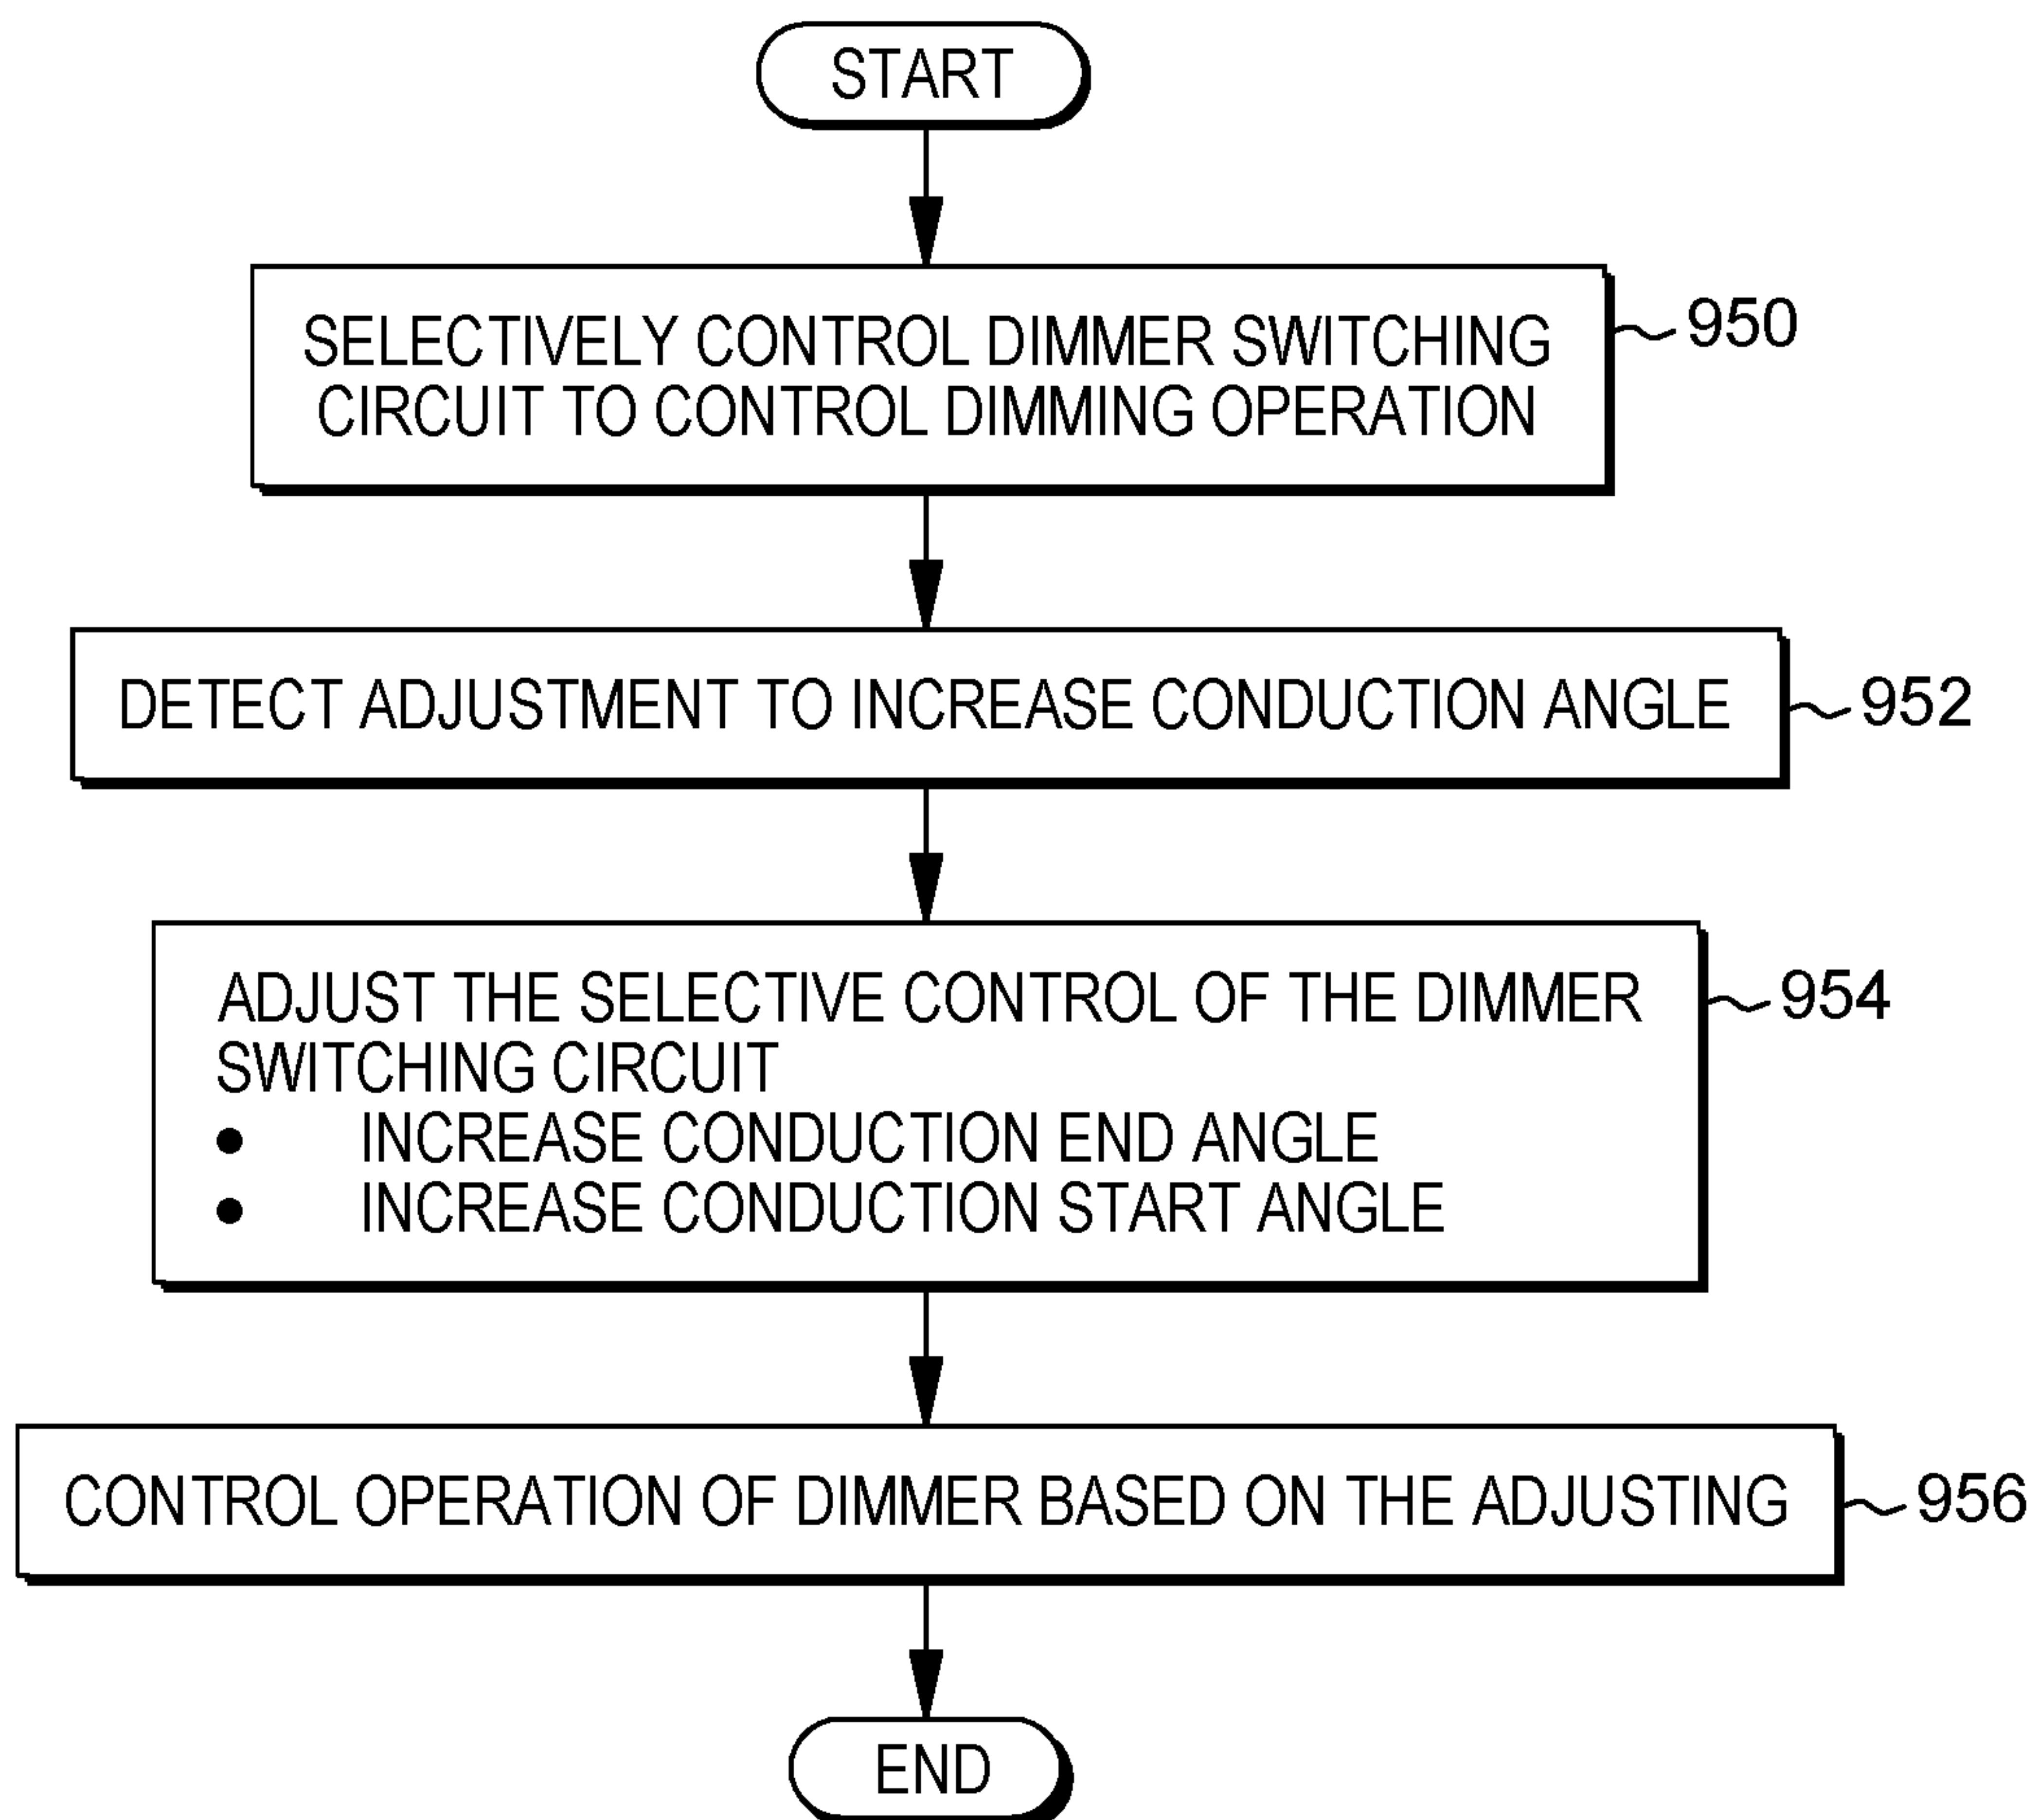 START
SELECTIVELY CONTROL DIMMER SWITCHING
CIRCUIT TO CONTROL DIMMING OPERATION
950
DETECT ADJUSTMENT TO INCREASE CONDUCTION ANGLE
952
ADJUST THE SELECTIVE CONTROL OF THE DIMMER
SWITCHING CIRCUIT
• INCREASE CONDUCTION END ANGLE
• INCREASE CONDUCTION START ANGLE
954
CONTROL OPERATION OF DIMMER BASED ON THE ADJUSTING
956
END